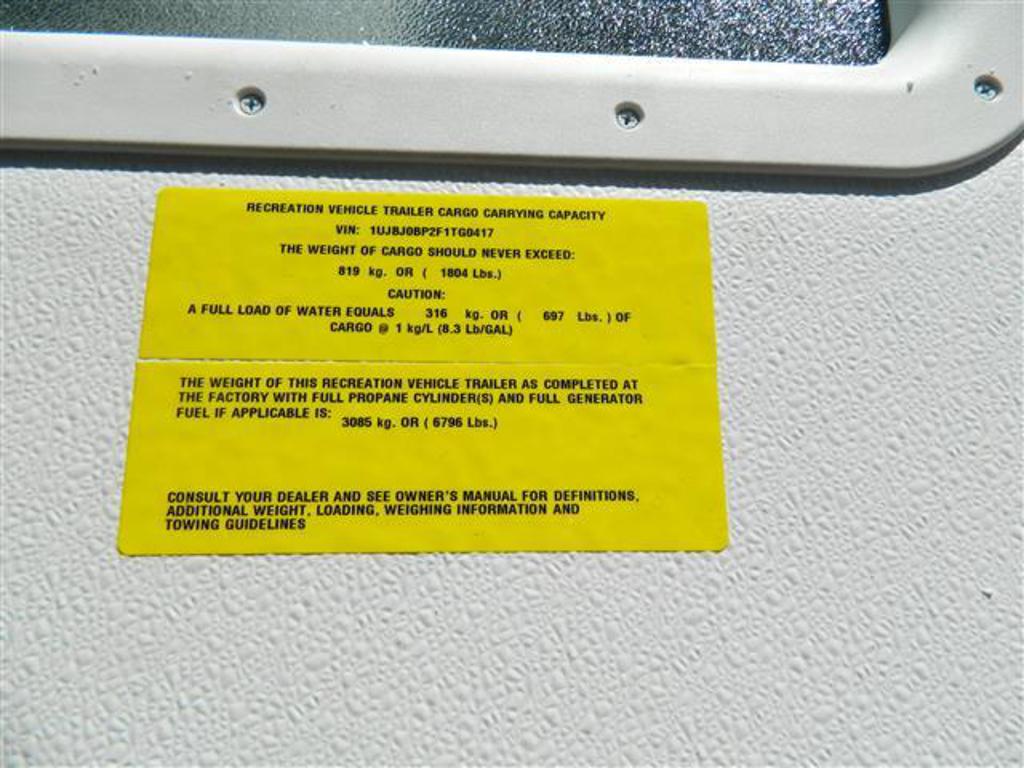 RECREATION VEHICLE TRAILER CARGO CARRYING CAPACITY
VIN: 1UJBJ0BP2F1TG0417
THE WEIGHT OF CARGO SHOULD NEVER EXCEED:
819 kg. OR ( 1804 Lbs.)
CAUTION:
A FULL LOAD OF WATER EQUALS 316 kg. OR ( 697 Lbs. ) OF
CARGO @ 1 kg/L (8.3 Lb/GAL)
THE WEIGHT OF THIS RECREATION VEHICLE TRAILER AS COMPLETED AT
THE FACTORY WITH FULL PROPANE CYLINDER(S) AND FULL GENERATOR
FUEL IF APPLICABLE IS:
3085 kg. OR ( 6796 Lbs.)
CONSULT YOUR DEALER AND SEE OWNER'S MANUAL FOR DEFINITIONS,
ADDITIONAL WEIGHT, LOADING, WEIGHING INFORMATION AND
TOWING GUIDELINES